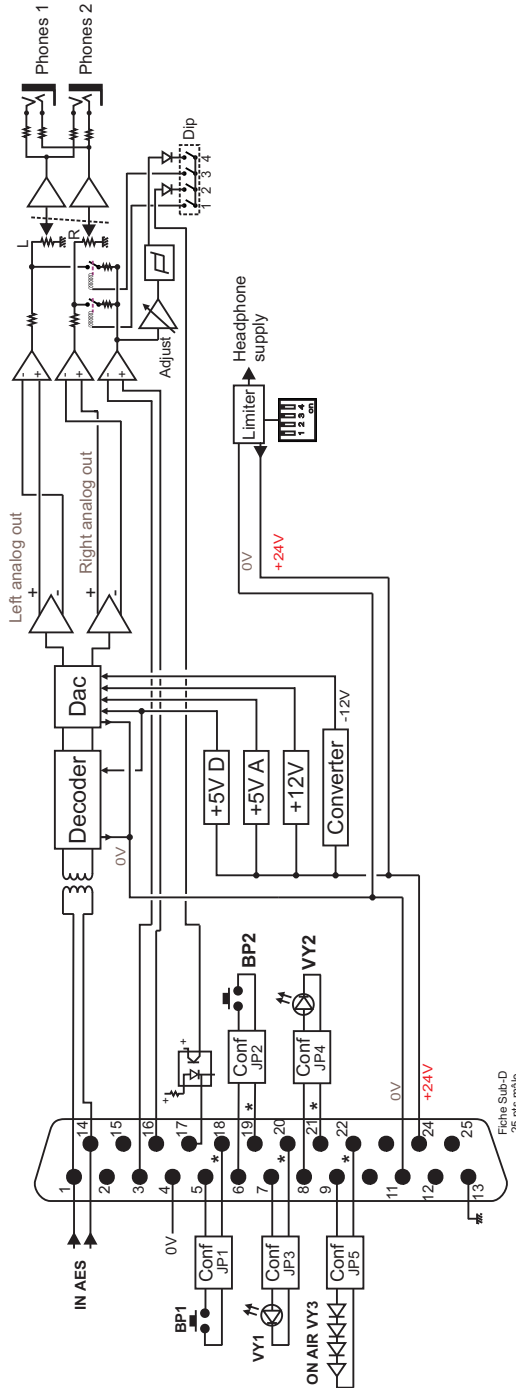 Phones 1
Phones 2
L
R
Dip
1 2 3 4
Adjust
- +
- +
- +
Left analog out
Right analog out
+
-
+
-
Headphone
supply
Limiter
1 2 3 4
on
0V
+24V
Dac
Decoder
0V
+5V D
+5V A
+12V
Converter
-12V
+
+
BP2
VY2
Conf
JP2
Conf
JP4
*
*
*
*
*
1
2
3
4
5
6
7
8
9
11
12
13
14
15
16
17
18
19
20
21
22
24
25
0V
+24V
Fiche Sub-D
25 pts mâle
IN AES
0V
Conf
JP1
BP1
Conf
JP3
VY1
Conf
JP5
ON AIR VY3